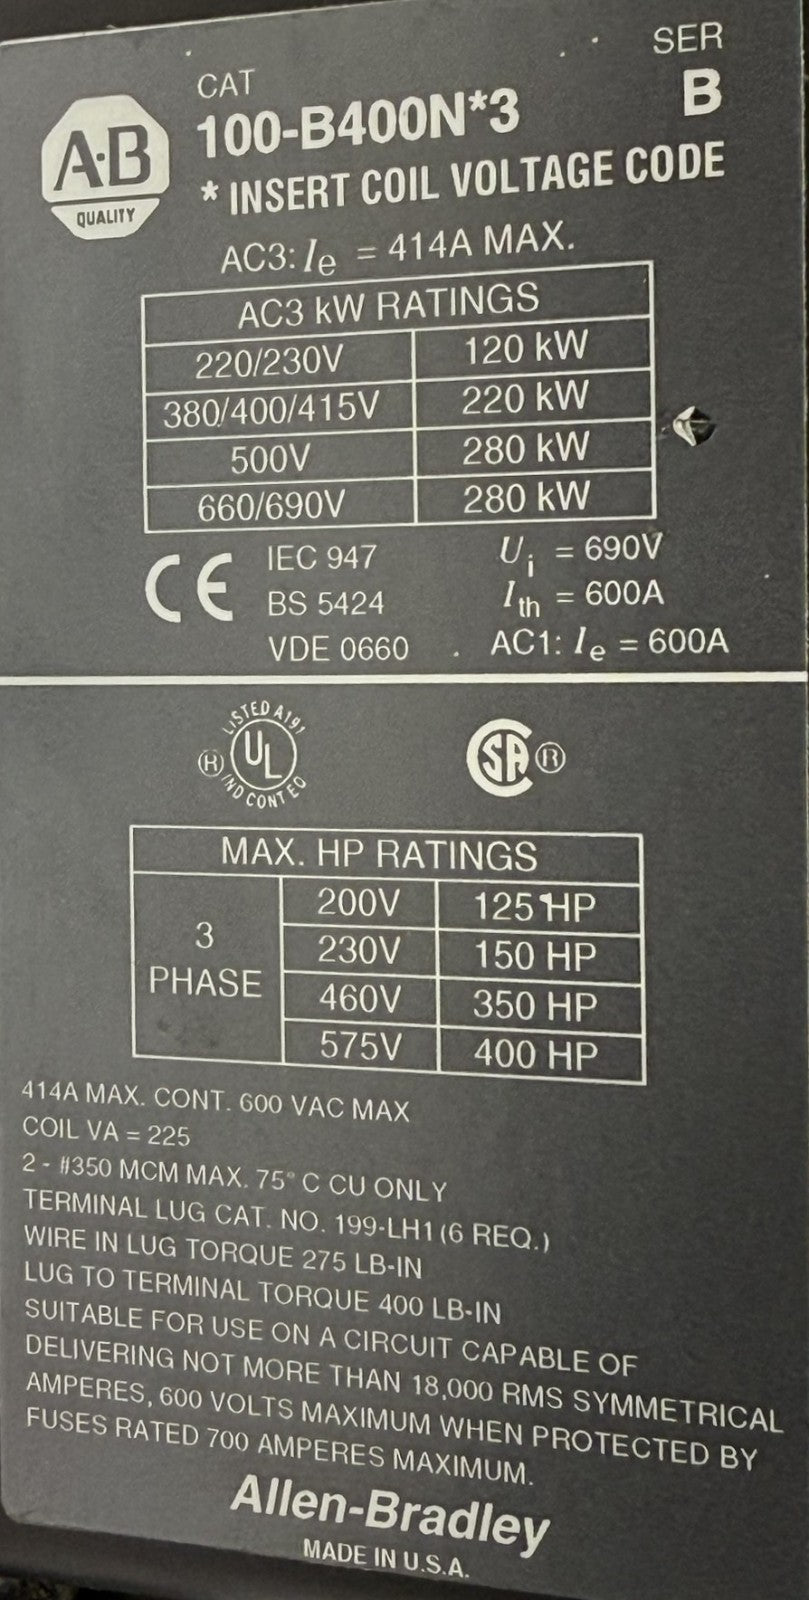 CAT
SER
A·B
QUALITY
100-B400N*3
B
* INSERT COIL VOLTAGE CODE
AC3: Ie = 414A MAX.
AC3 kW RATINGS
220/230V 120 kW
380/400/415V 220 kW
500V 280 kW
660/690V 280 kW
CE
IEC 947 Ui = 690V
BS 5424 Ith = 600A
VDE 0660 AC1: Ie = 600A
LISTED A191
(H) UL
IND CONT EQ
SA ®
MAX. HP RATINGS
3 PHASE
200V 125 HP
230V 150 HP
460V 350 HP
575V 400 HP
414A MAX. CONT. 600 VAC MAX
COIL VA = 225
2 - #350 MCM MAX. 75° C CU ONLY
TERMINAL LUG CAT. NO. 199-LH1 (6 REQ.)
WIRE IN LUG TORQUE 275 LB-IN
LUG TO TERMINAL TORQUE 400 LB-IN
SUITABLE FOR USE ON A CIRCUIT CAPABLE OF
DELIVERING NOT MORE THAN 18,000 RMS SYMMETRICAL
AMPERES, 600 VOLTS MAXIMUM WHEN PROTECTED BY
FUSES RATED 700 AMPERES MAXIMUM.
Allen-Bradley
MADE IN U.S.A.